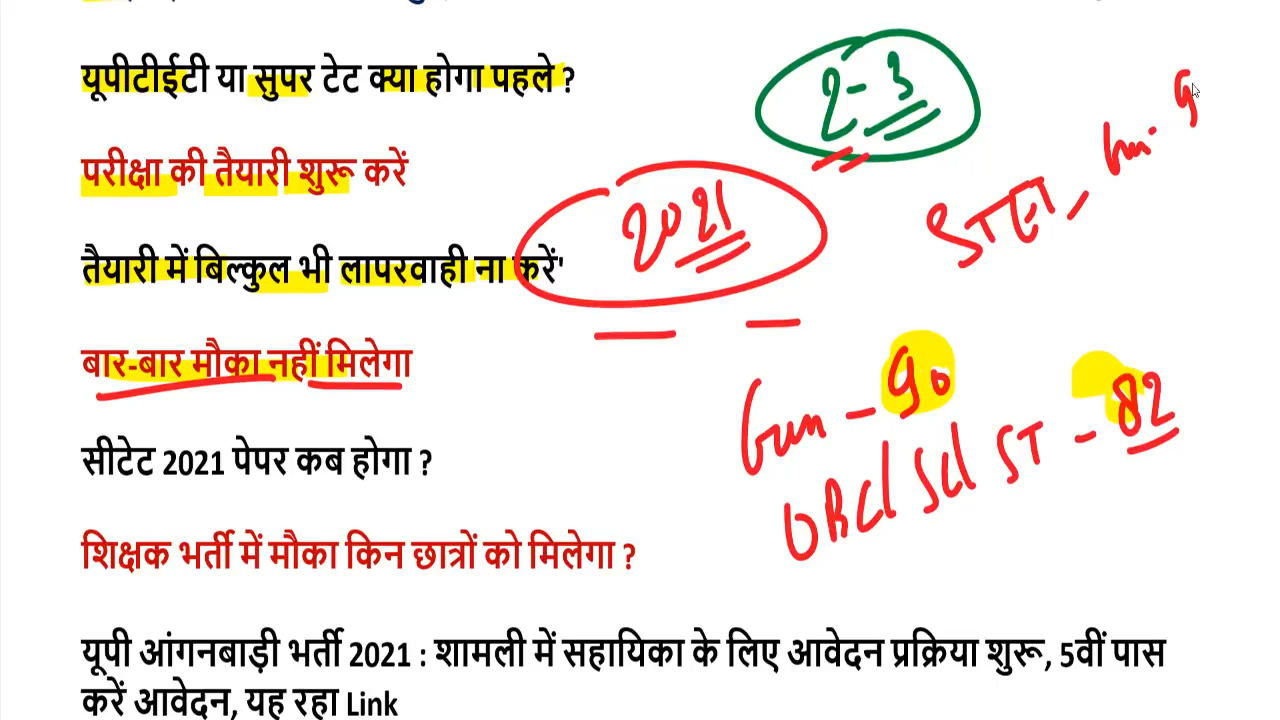 यूपीटीईटी या सुपर टेट क्या होगा पहले ?
2-3
परीक्षा की तैयारी शुरू करें
2021
STET -
तैयारी में बिल्कुल भी लापरवाही ना करें'
बार-बार मौका नहीं मिलेगा
Gen - 90
OBC/ SC/ ST - 82
सीटेट 2021 पेपर कब होगा ?
शिक्षक भर्ती में मौका किन छात्रों को मिलेगा ?
यूपी आंगनबाड़ी भर्ती 2021 : शामली में सहायिका के लिए आवेदन प्रक्रिया शुरू, 5वीं पास
करें आवेदन, यह रहा Link